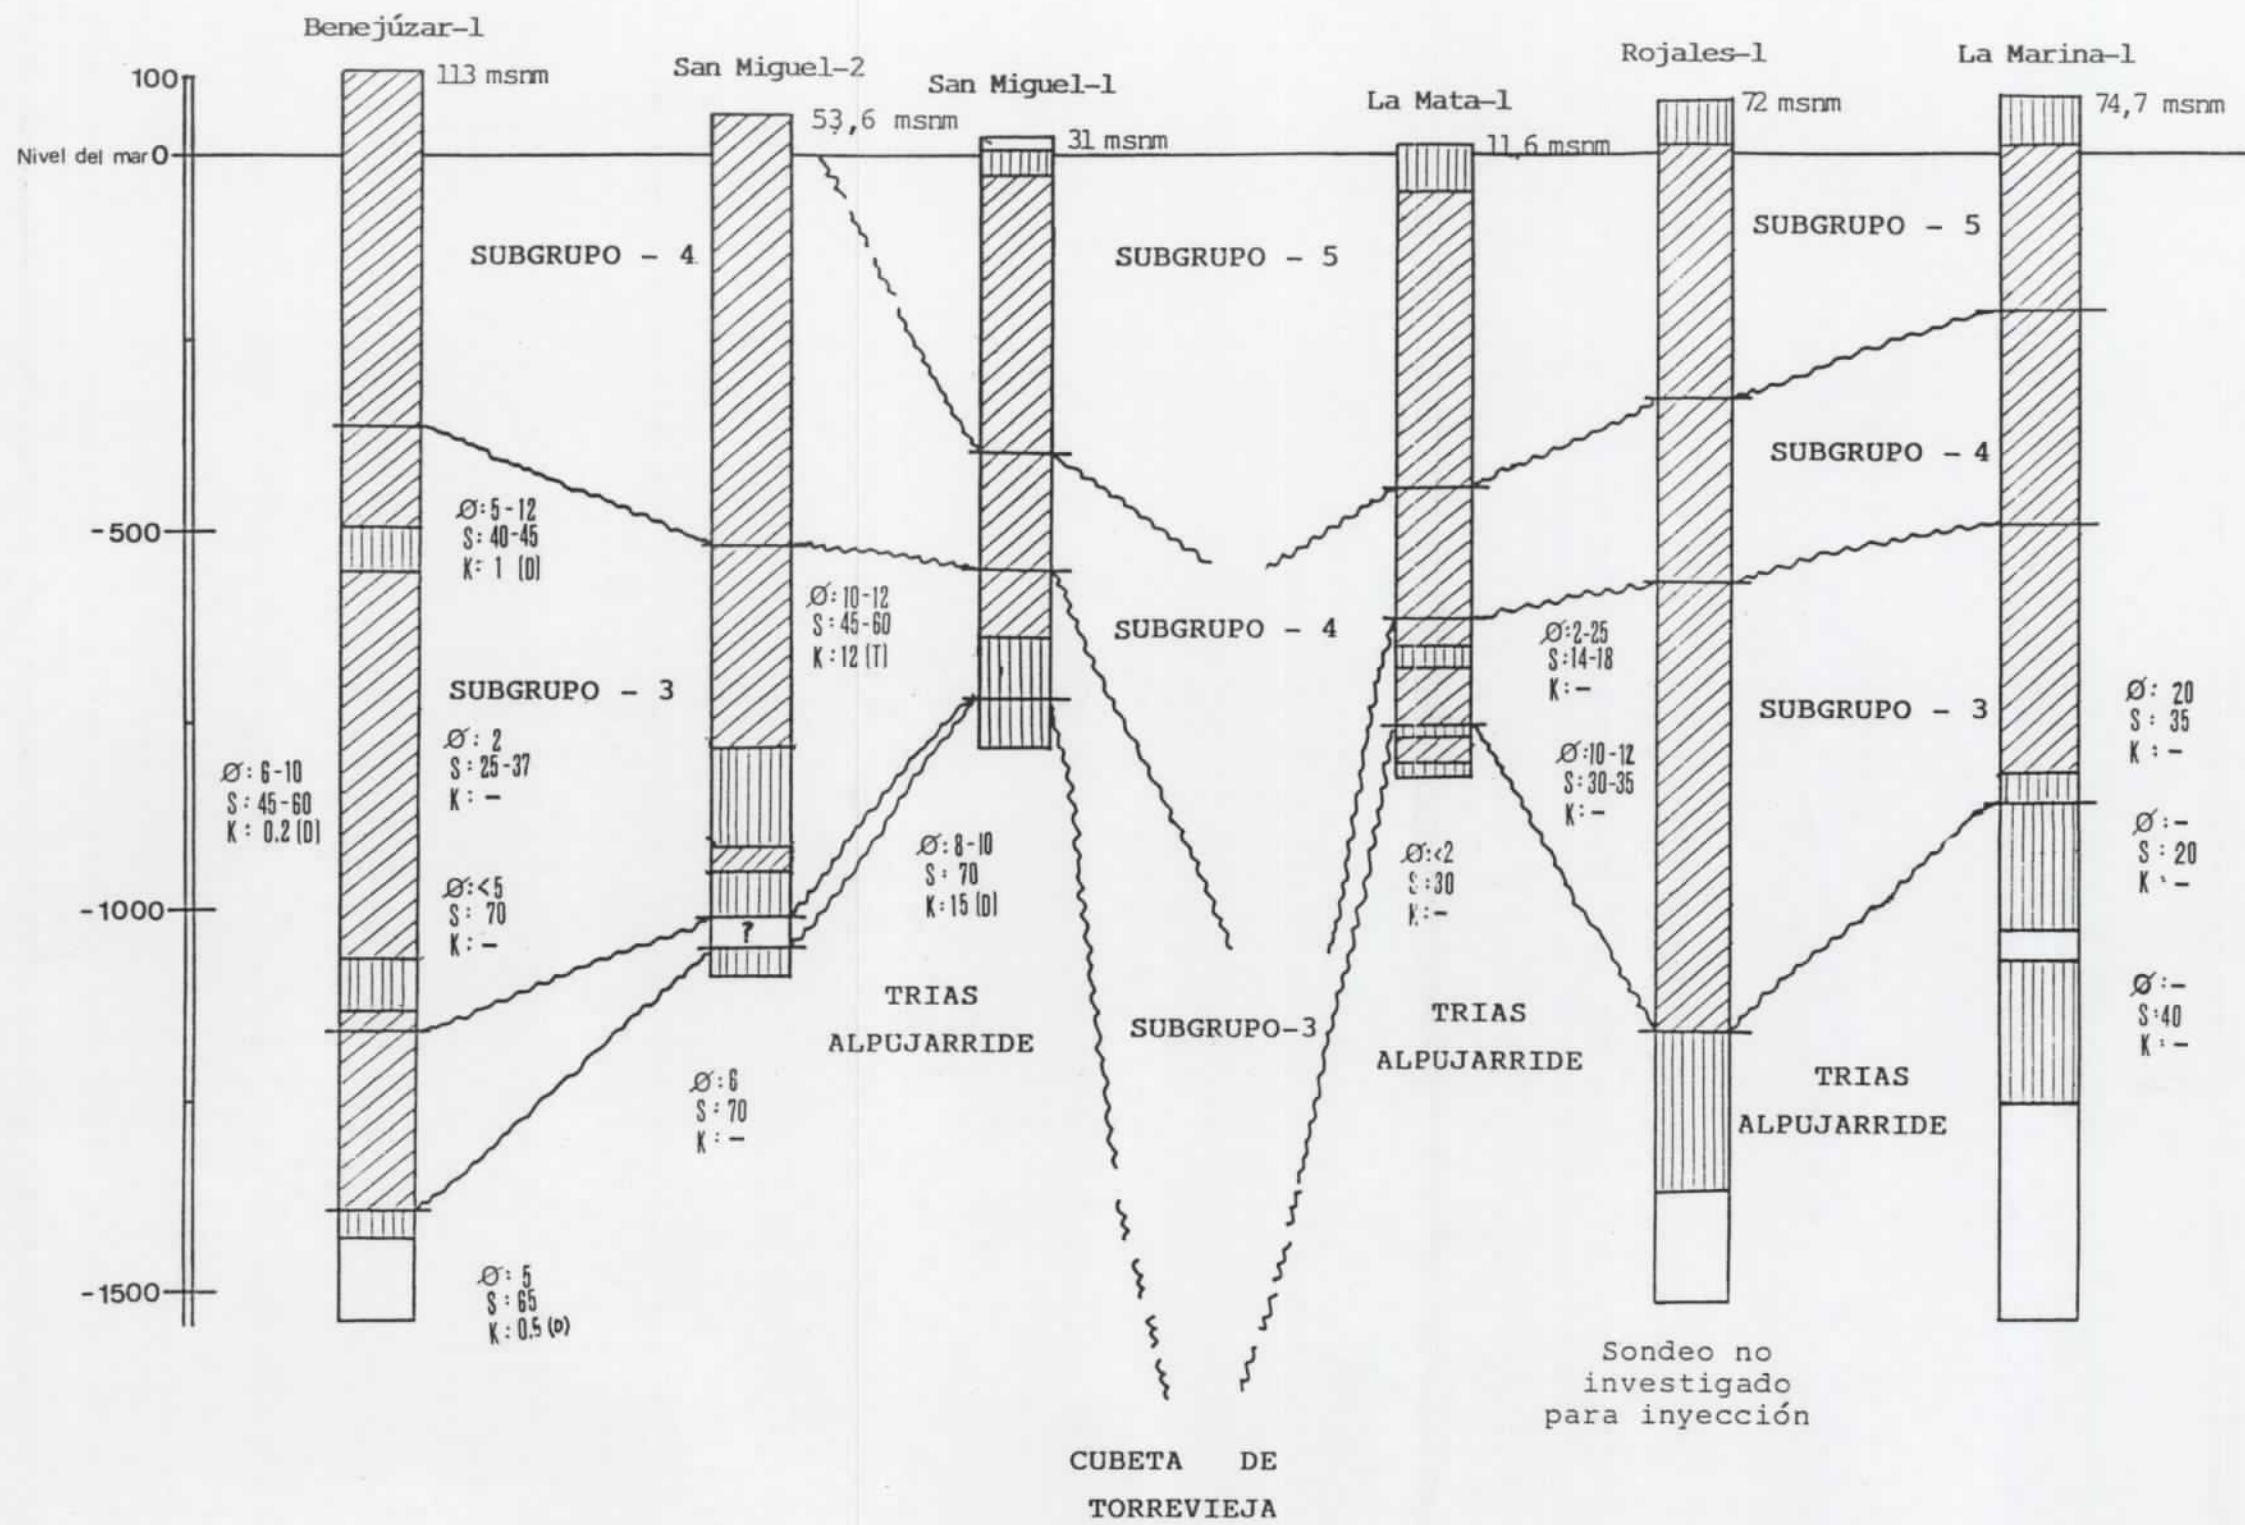 Benejúzar-1
113 msnm
San Miguel-2
53,6 msnm
San Miguel-1
31 msnm
La Mata-1
11,6 msnm
Rojales-1
72 msnm
La Marina-1
74,7 msnm
100
Nivel del mar 0
-500
-1000
-1500
SUBGRUPO - 4
SUBGRUPO - 5
SUBGRUPO - 5
SUBGRUPO - 4
SUBGRUPO - 4
SUBGRUPO - 3
SUBGRUPO - 3
SUBGRUPO-3
Ø: 5-12
S: 40-45
K: 1 (D)
Ø: 2
S: 25-37
K: -
Ø: 6-10
S: 45-60
K: 0.2 (D)
Ø: <5
S: 70
K: -
Ø: 5
S: 65
K: 0.5 (D)
Ø: 10-12
S: 45-60
K: 12 (T)
?
Ø: 6
S: 70
K: -
Ø: 8-10
S: 70
K: 15 (D)
Ø: 2-25
S: 14-18
K: -
Ø: 10-12
S: 30-35
K: -
Ø: <2
S: 30
K: -
Ø: 20
S: 35
K: -
Ø: -
S: 20
K: -
Ø: -
S: 40
K: -
TRIAS
ALPUJARRIDE
TRIAS
ALPUJARRIDE
TRIAS
ALPUJARRIDE
Sondeo no
investigado
para inyección
CUBETA DE
TORREVIEJA